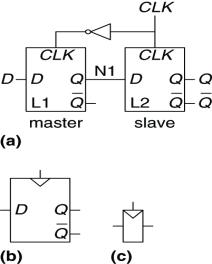 CLK
CLK CLK
D D Q N1 D Q Q
L1 Q̅ L2 Q̅ Q̅
master slave
(a)
D Q
Q̅
(b) (c)